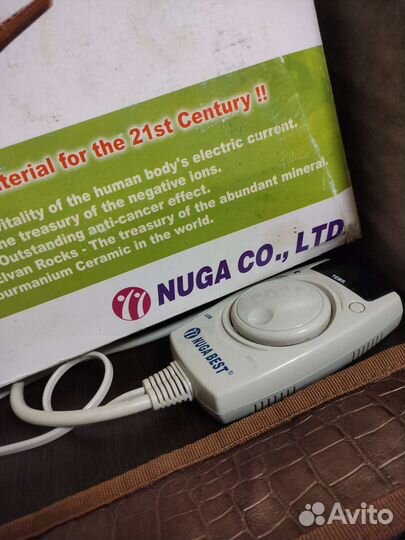 terial for the 21st Century !!
Vitality of the human body's electric current.
he treasury of the negative ions.
Outstanding anti-cancer effect.
Elvan Rocks - The treasury of the abundant mineral.
ourmanium Ceramic in the world.
NUGA CO., LTD
NUGA BEST®
Avito